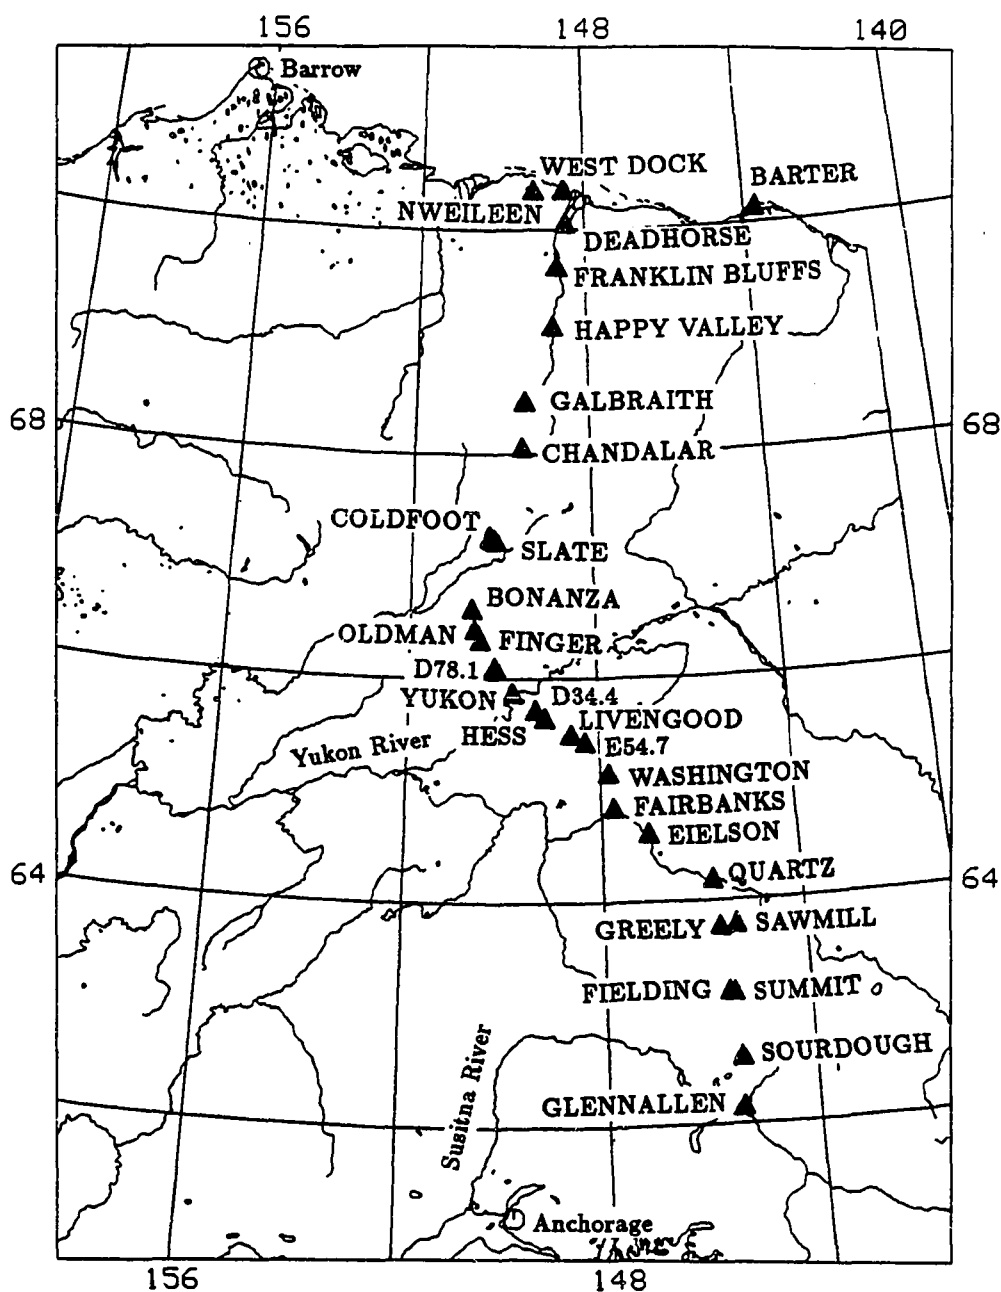 156 148 140
Barrow
WEST DOCK
BARTER
NWEILEEN
DEADHORSE
FRANKLIN BLUFFS
HAPPY VALLEY
GALBRAITH
68 68
CHANDALAR
COLDFOOT
SLATE
BONANZA
OLDMAN FINGER
D78.1
YUKON D34.4
LIVENGOOD
HESS
E54.7
Yukon River
WASHINGTON
FAIRBANKS
EIELSON
QUARTZ
64 64
GREELY SAWMILL
FIELDING SUMMIT
SOURDOUGH
GLENNALLEN
Susitna River
Anchorage
156 148